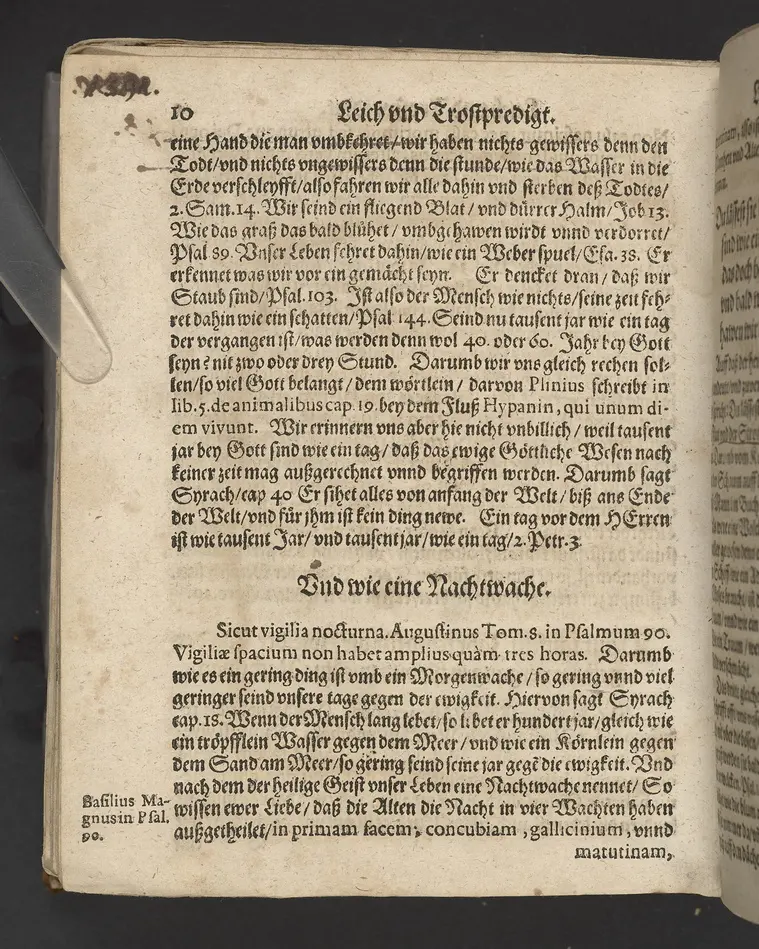 10 Leich vnd Trostpredigt.
eine Hand die man vmbkehret/wir haben nichts gewissers denn den
Todt/vnd nichts vngewissers denn die stunde/wie das Wasser in die
Erde verschleyfft/also fahren wir alle dahin vnd sterben deß Todtes/
2. Sam. 14. Wir seind ein fliegend Blat / vnd dürrer Halm/Job 13.
Wie das graß das bald blühet / vmbgehawen wirdt vnnd verdorret/
Psal 89. Vnser Leben fehret dahin/wie ein Weber spuel/Esa. 38. Er
erkennet was wir vor ein gemächt seyn. Er dencket dran / daß wir
Staub sind/Psal. 103. Ist also der Mensch wie nichts/seine zeit feh-
ret dahin wie ein schatten/Psal 144. Seind nu tausent jar wie ein tag
der vergangen ist/was werden denn wol 40. oder 60. Jahr bey Gott
seyn? nit zwo oder drey Stund. Darumb wir vns gleich rechen sol-
len/so viel Gott belangt / dem wörtlein / darvon Plinius schreibt in
lib. 5. de animalibus cap. 19. bey dem Fluß Hypanin, qui unum di-
em vivunt. Wir erinnern vns aber hie nicht vnbillich / weil tausent
jar bey Gott sind wie ein tag / daß das ewige Göttliche Wesen nach
keiner zeit mag außgerechnet vnnd begriffen werden. Darumb sagt
Syrach/cap 40 Er sihet alles von anfang der Welt / biß ans Ende
der Welt/vnd für jhm ist kein ding newe. Ein tag vor dem HErren
ist wie tausent Jar/ vnd tausent jar/wie ein tag/2. Petr. 3
Vnd wie eine Nachtwache.
Sicut vigilia nocturna. Augustinus Tom. 8. in Psalmum 90.
Vigiliæ spacium non habet amplius quàm tres horas. Darumb
wie es ein gering ding ist vmb ein Morgenwache / so gering vnnd viel
geringer seind vnsere tage gegen der ewigkeit. Hiervon sagt Syrach
cap. 18. Wenn der Mensch lang lebet/so lebet er hundert jar/gleich wie
ein tröpfflein Wasser gegen dem Meer / vnd wie ein Körnlein gegen
dem Sand am Meer/so gering seind seine jar gegē die ewigkeit. Vnd
nach dem der heilige Geist vnser Leben eine Nachtwache nennet/ So
wissen ewer Liebe/ daß die Alten die Nacht in vier Wachten haben
außgetheilet/in primam facem, concubiam, gallicinium, vnnd
matutinam,
Basilius Ma-
gnus in Psal.
90.